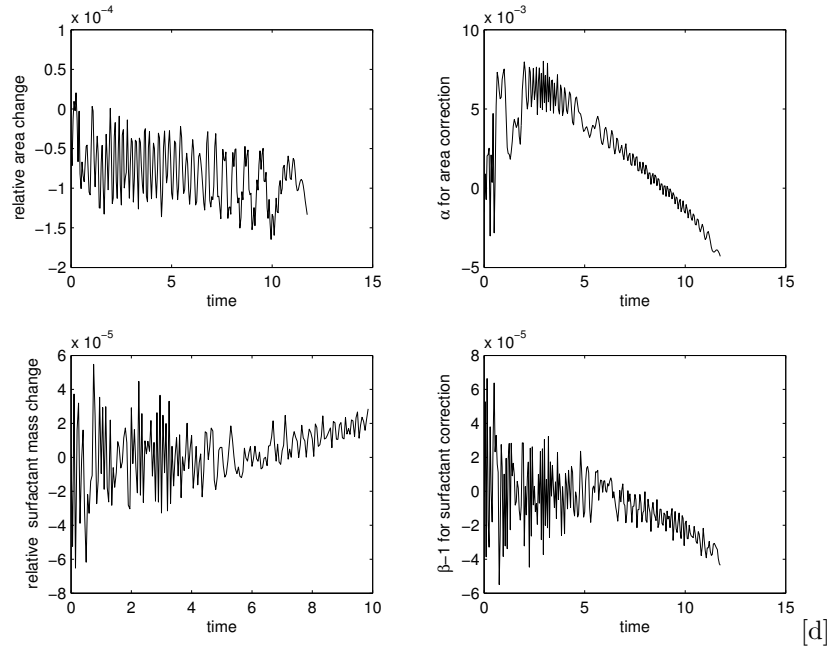 x 10⁻⁴
1
0.5
0
−0.5
−1
−1.5
−2
0 5 10 15
time
relative area change
x 10⁻³
10
5
0
−5
0 5 10 15
time
α for area correction
x 10⁻⁵
6
4
2
0
−2
−4
−6
−8
0 2 4 6 8 10
time
relative surfactant mass change
x 10⁻⁵
8
6
4
2
0
−2
−4
−6
0 5 10 15
time
β−1 for surfactant correction
[d]